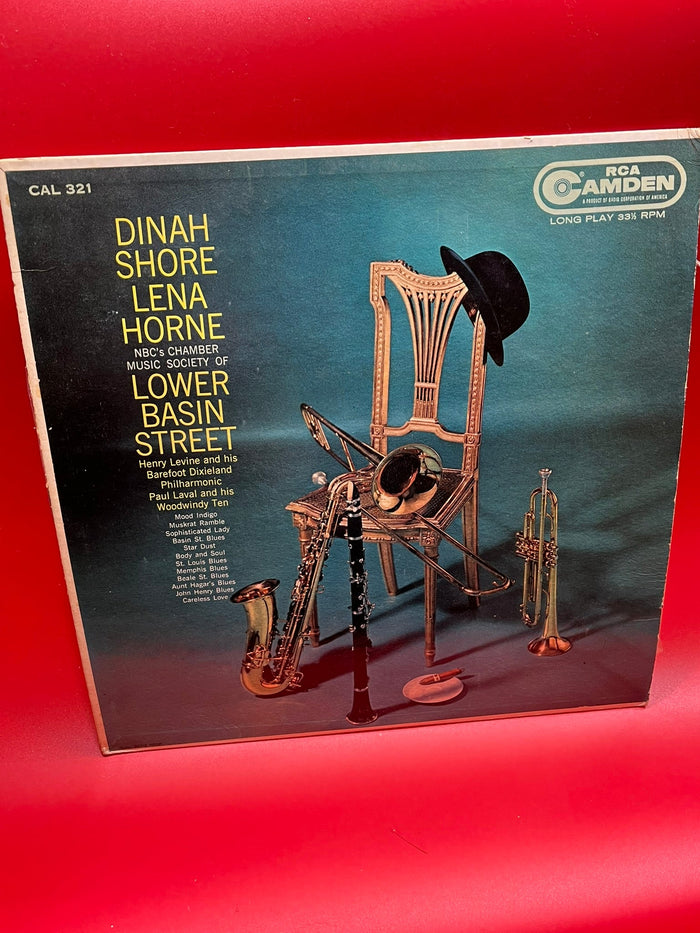 CAL 321
RCA
CAMDEN
A PRODUCT OF RADIO CORPORATION OF AMERICA
LONG PLAY 33⅓ RPM
DINAH
SHORE
LENA
HORNE
NBC's CHAMBER
MUSIC SOCIETY OF
LOWER
BASIN
STREET
Henry Levine and his
Barefoot Dixieland
Philharmonic
Paul Laval and his
Woodwindy Ten
Mood Indigo
Muskrat Ramble
Sophisticated Lady
Basin St. Blues
Star Dust
Body and Soul
St. Louis Blues
Memphis Blues
Beale St. Blues
Aunt Hagar's Blues
John Henry Blues
Careless Love